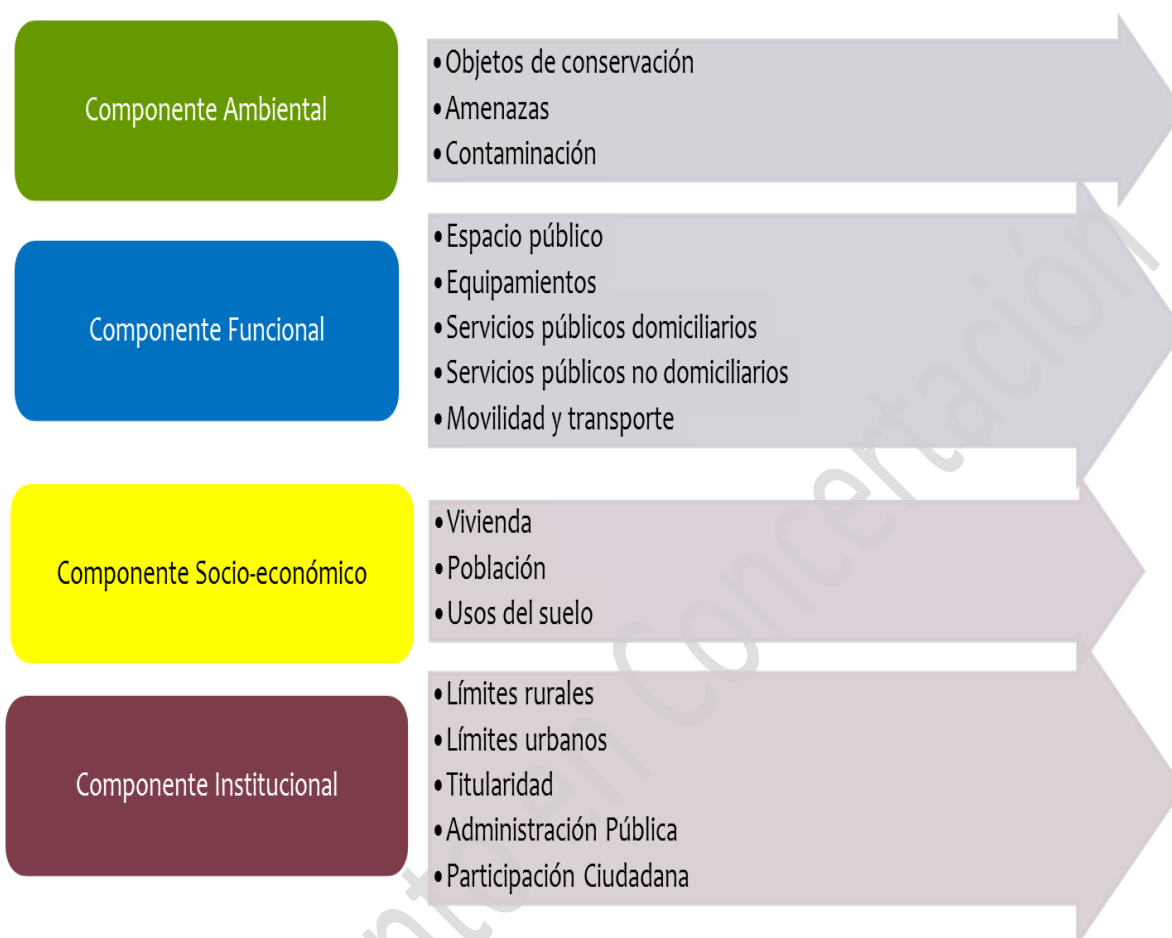 Componente Ambiental
•Objetos de conservación
•Amenazas
•Contaminación
Componente Funcional
•Espacio público
•Equipamientos
•Servicios públicos domiciliarios
•Servicios públicos no domiciliarios
•Movilidad y transporte
Componente Socio-económico
•Vivienda
•Población
•Usos del suelo
Componente Institucional
•Límites rurales
•Límites urbanos
•Titularidad
•Administración Pública
•Participación Ciudadana
en Concertación